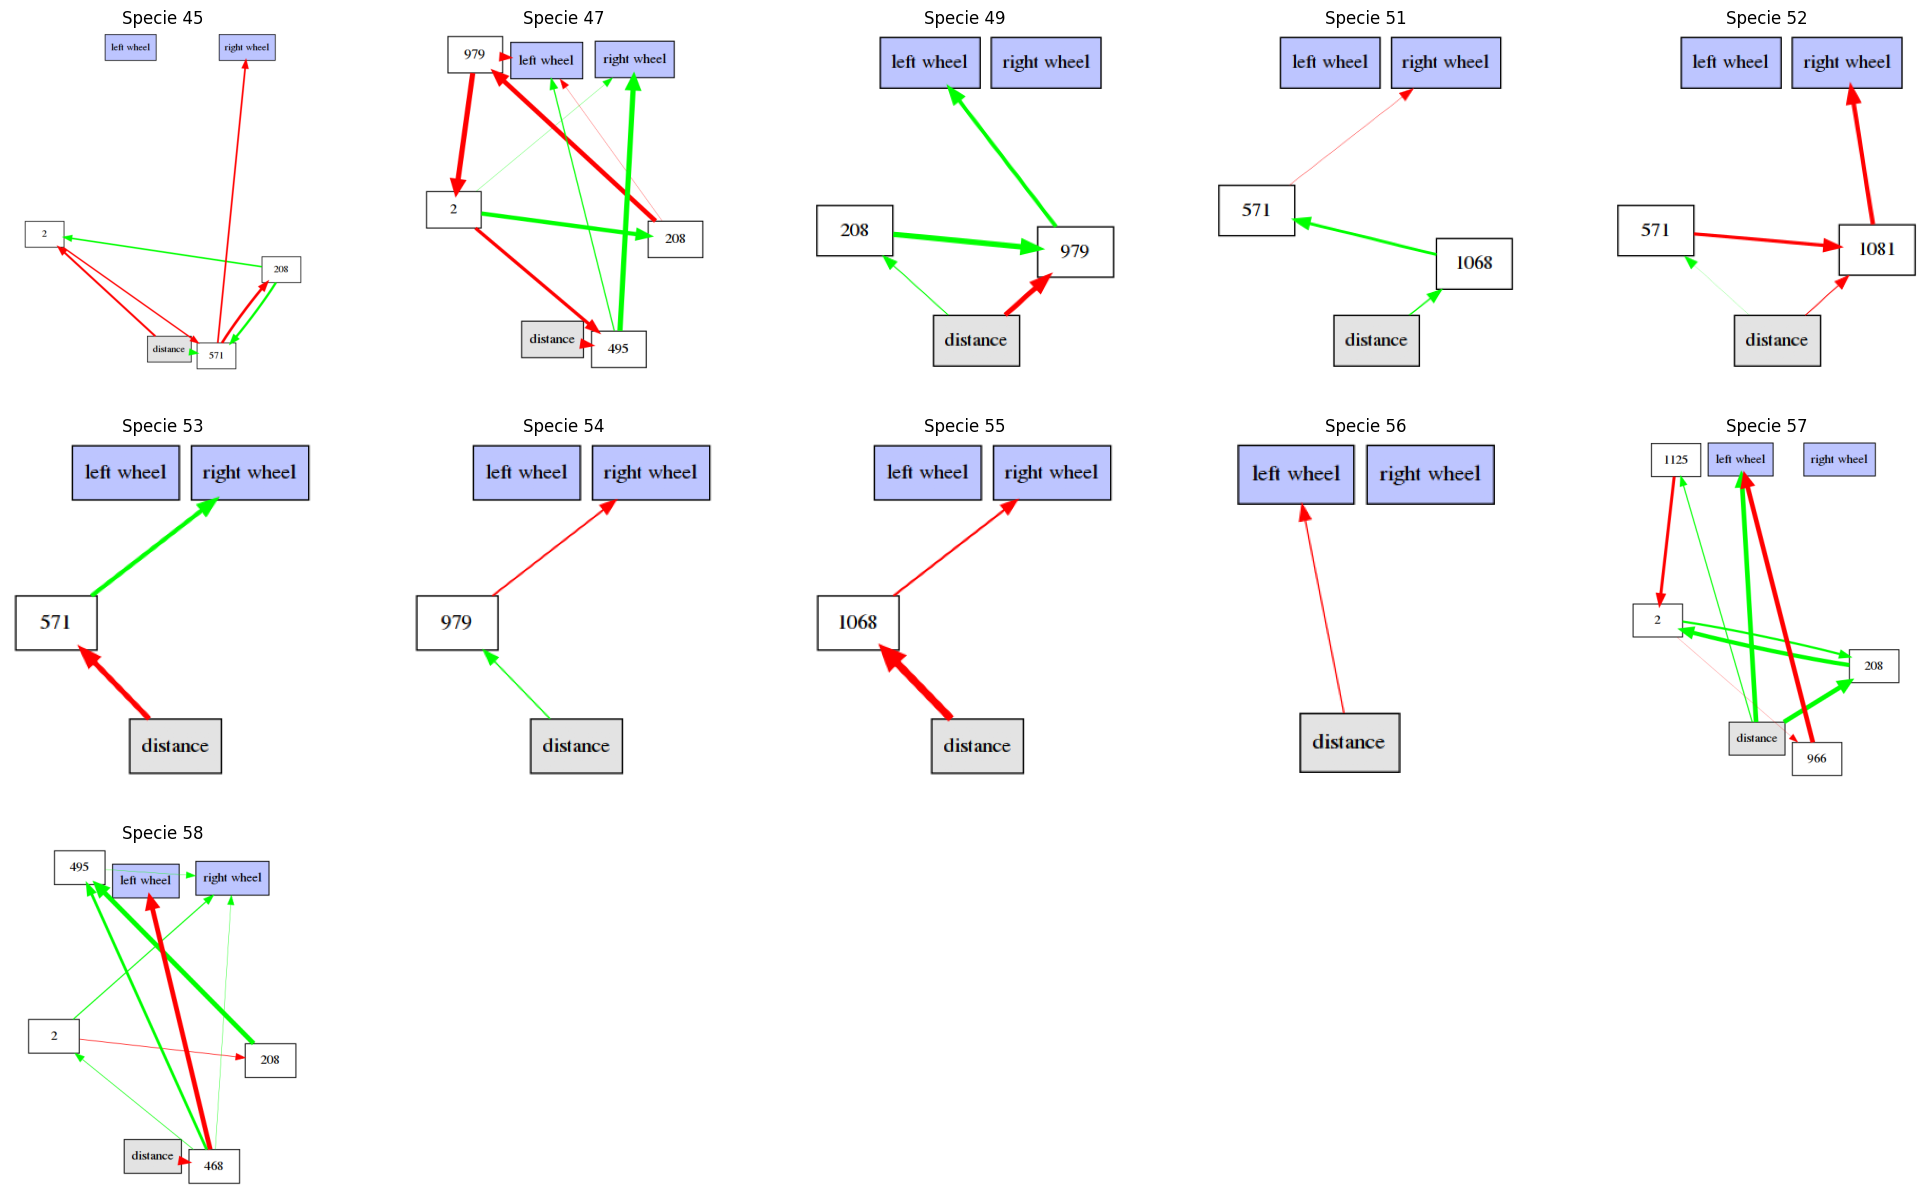 Specie 45
left wheel
right wheel
2
208
distance
571
Specie 47
979
left wheel
right wheel
2
208
distance
495
Specie 49
left wheel
right wheel
208
979
distance
Specie 51
left wheel
right wheel
571
1068
distance
Specie 52
left wheel
right wheel
571
1081
distance
Specie 53
left wheel
right wheel
571
distance
Specie 54
left wheel
right wheel
979
distance
Specie 55
left wheel
right wheel
1068
distance
Specie 56
left wheel
right wheel
distance
Specie 57
1125
left wheel
right wheel
2
208
distance
966
Specie 58
495
left wheel
right wheel
2
208
distance
468